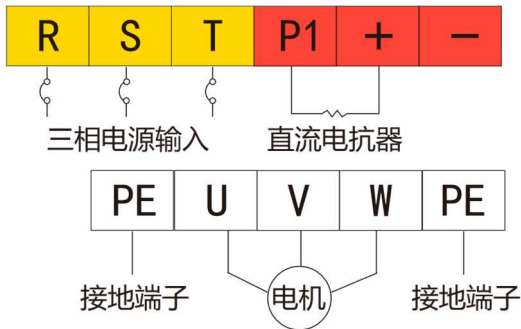 R S T P1 + −
三相电源输入 直流电抗器
PE U V W PE
接地端子 电机 接地端子